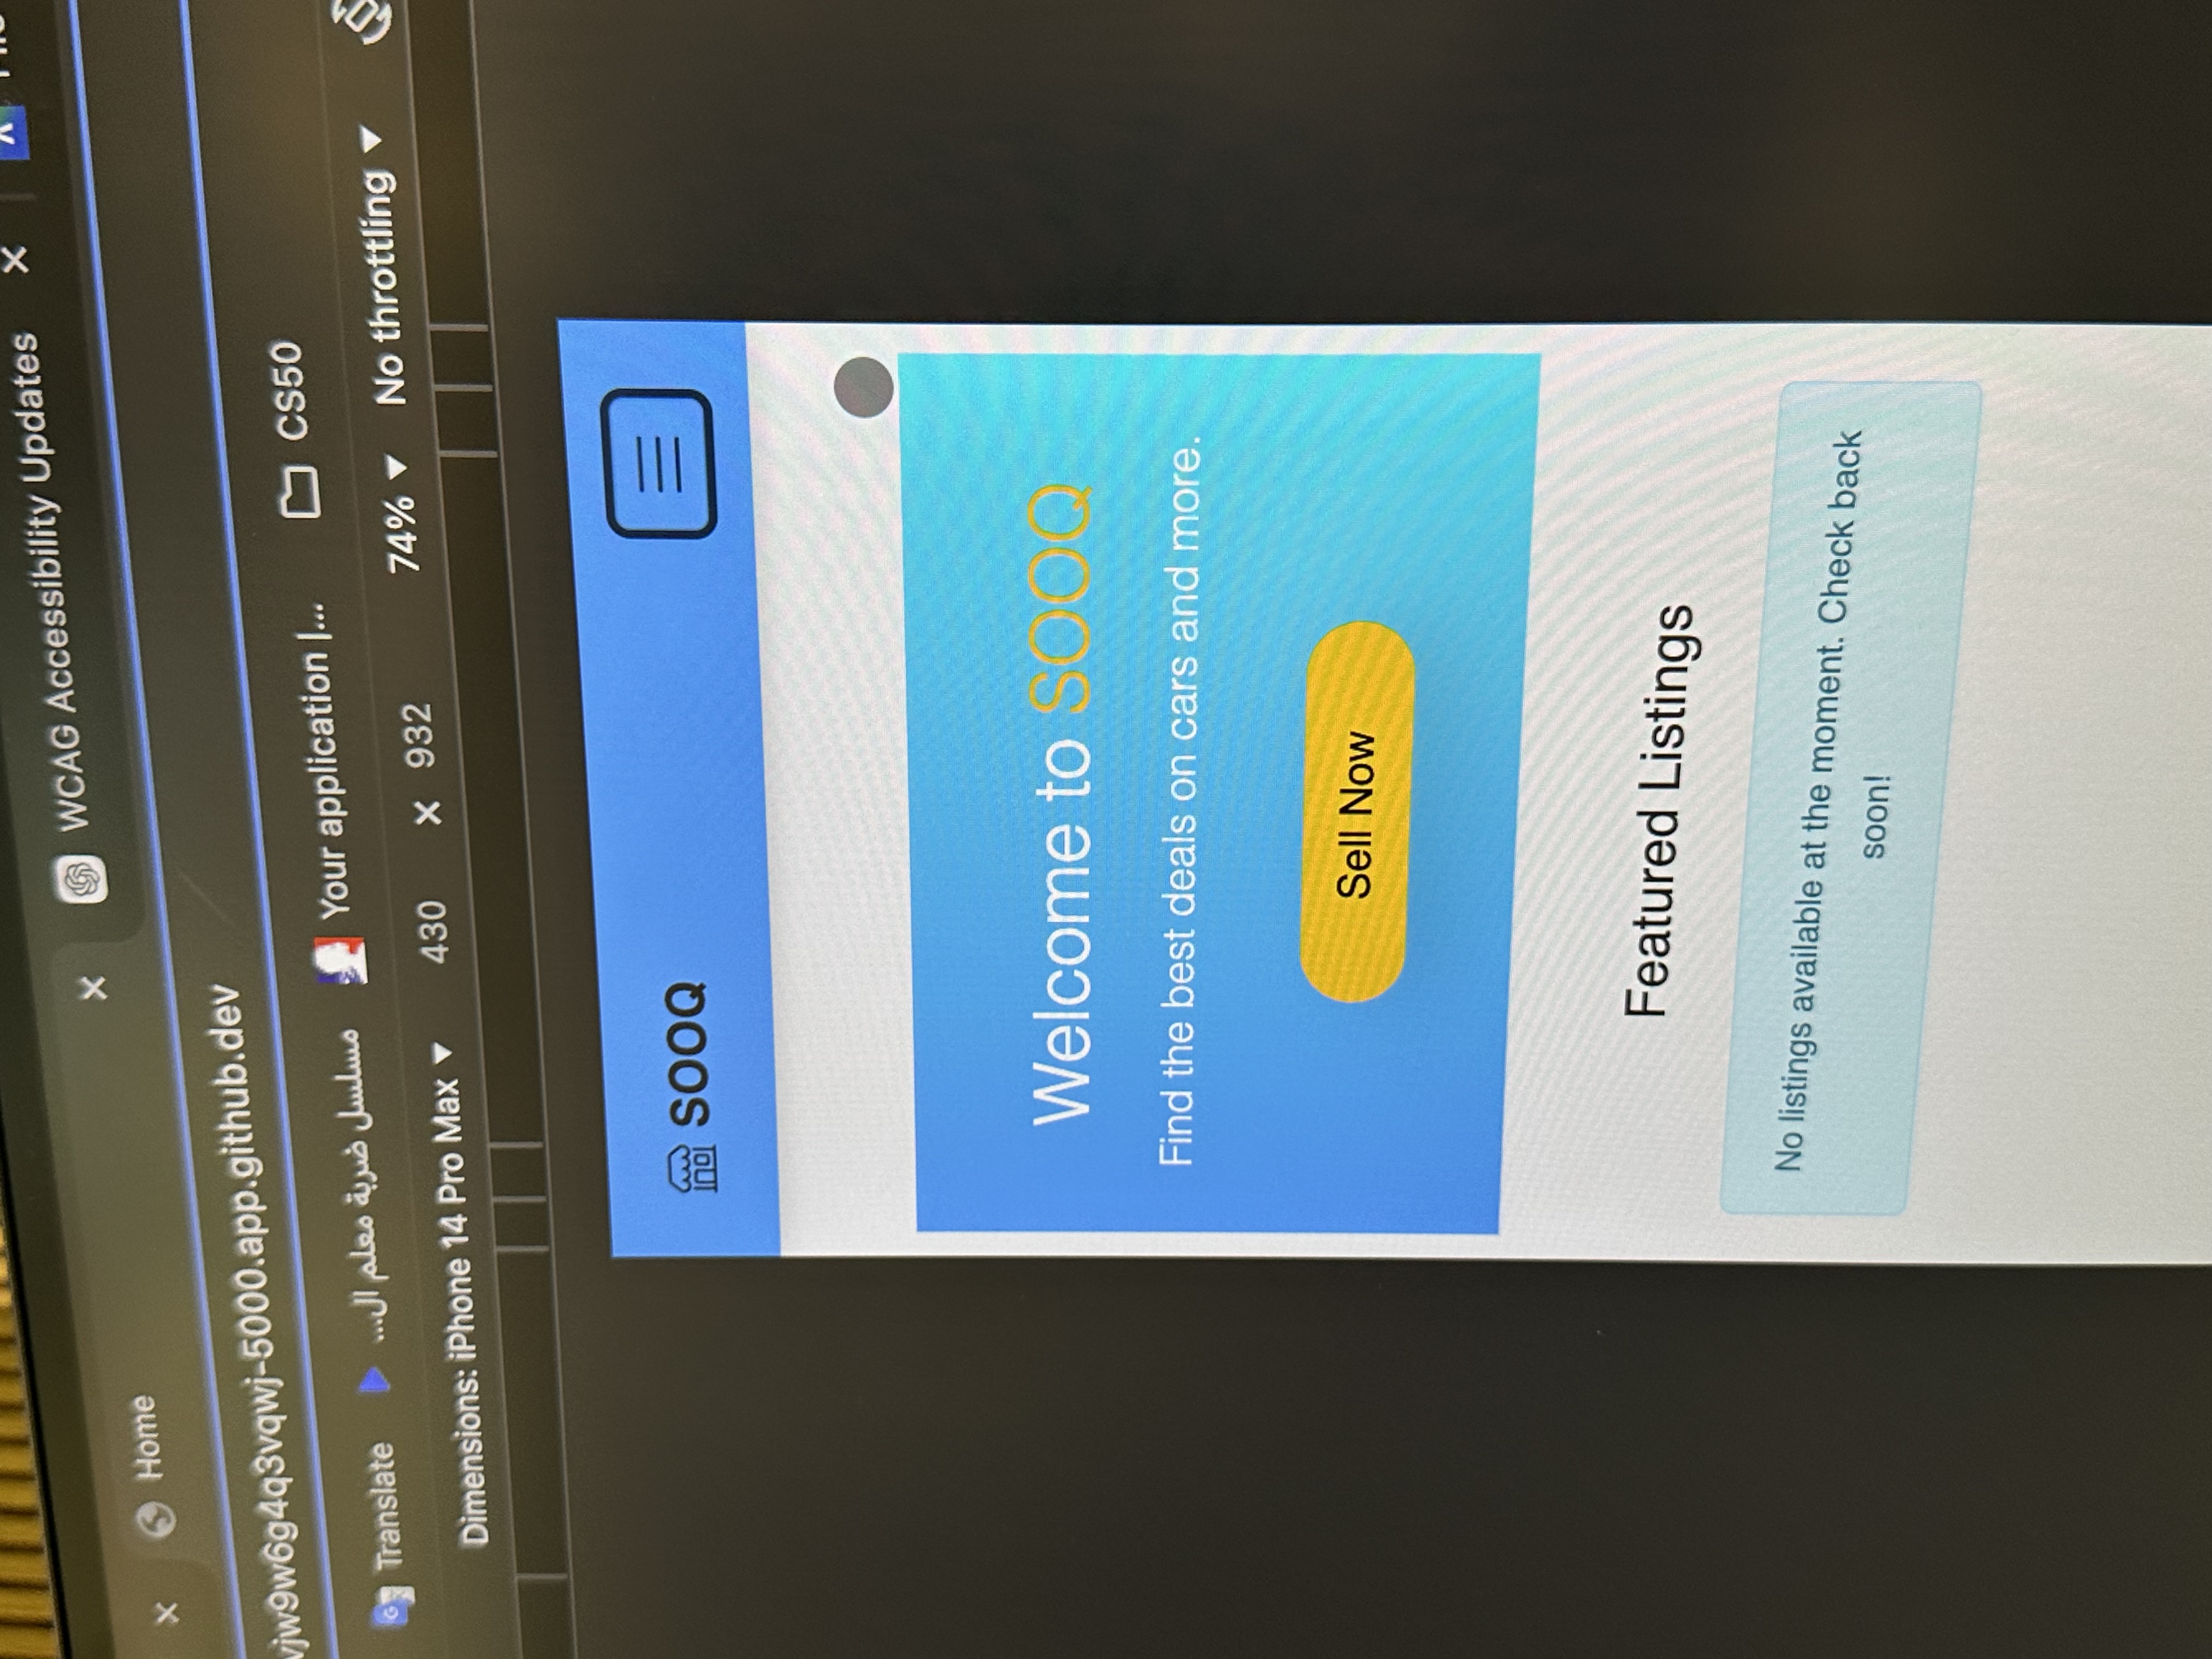 WCAG Accessibility Updates
Home
vjw9w6g4q3vqwj-5000.app.github.dev
Translate
مسلسل ضربة معلم ال...
Your application |...
CS50
Dimensions: iPhone 14 Pro Max
430 × 932
74%
No throttling
SOOQ
Welcome to SOOQ
Find the best deals on cars and more.
Sell Now
Featured Listings
No listings available at the moment. Check back
soon!